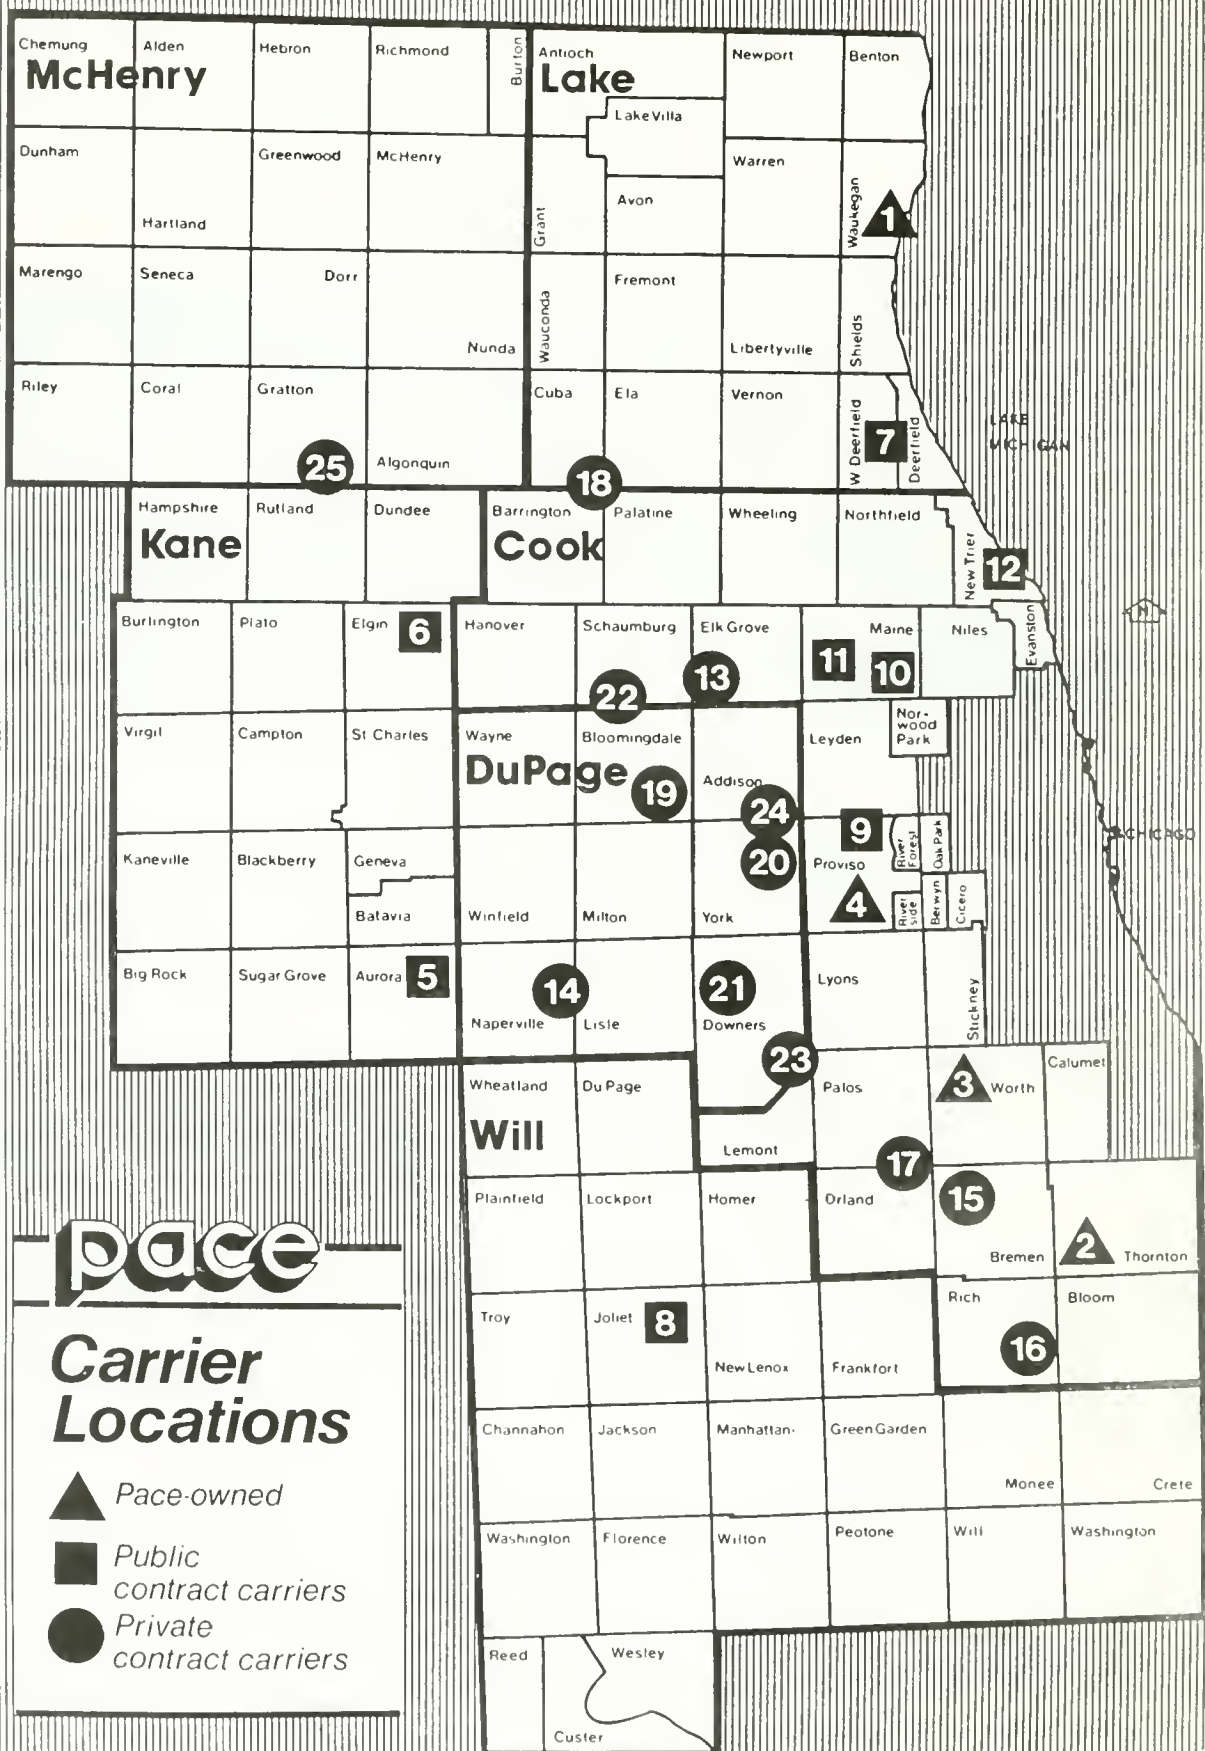 Chemung
Alden
Hebron
Richmond
Burton
Antioch
Newport
Benton
McHenry
Lake
Lake Villa
Dunham
Greenwood
McHenry
Warren
Hartland
Grant
Avon
Waukegan
1
Marengo
Seneca
Dorr
Nunda
Wauconda
Fremont
Libertyville
Shields
Riley
Coral
Gratton
Algonquin
Cuba
Ela
Vernon
W Deerfield
7
Deerfield
LAKE
MICHIGAN
25
18
Hampshire
Rutland
Dundee
Barrington
Palatine
Wheeling
Northfield
Kane
Cook
New Trier
12
N
Burlington
Plato
Elgin
6
Hanover
Schaumburg
Elk Grove
Maine
Niles
Evanston
11
10
22
13
Virgil
Campton
St Charles
Wayne
Bloomingdale
Addison
Leyden
Nor-
wood
Park
DuPage
19
24
9
Kaneville
Blackberry
Geneva
Batavia
Winfield
Milton
York
20
Proviso
4
River
Forest
Oak Park
River
side
Berwyn
Cicero
CHICAGO
Big Rock
Sugar Grove
Aurora
5
Naperville
14
Lisle
21
Downers
Lyons
Stickney
23
Wheatland
Du Page
Will
Lemont
Palos
3
Worth
Calumet
17
Plainfield
Lockport
Homer
Orland
15
Bremen
2
Thornton
Troy
Joliet
8
New Lenox
Frankfort
Rich
16
Bloom
Channahon
Jackson
Manhattan
Green Garden
Monee
Crete
Washington
Florence
Wilton
Peotone
Will
Washington
Reed
Wesley
Custer
pace
Carrier
Locations
Pace-owned
Public
contract carriers
Private
contract carriers